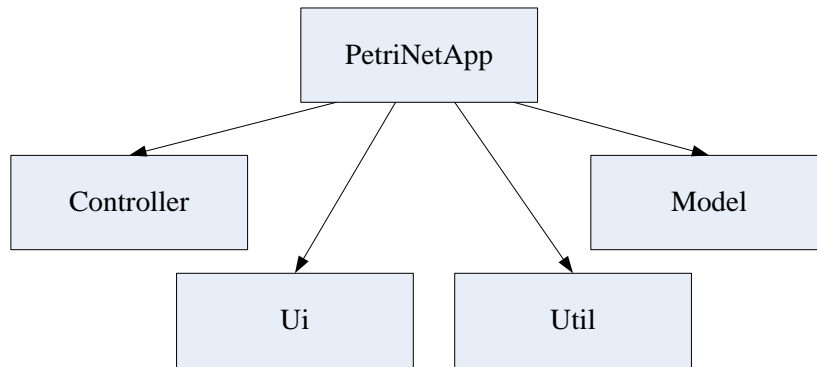 PetriNetApp
Controller
Model
Ui
Util